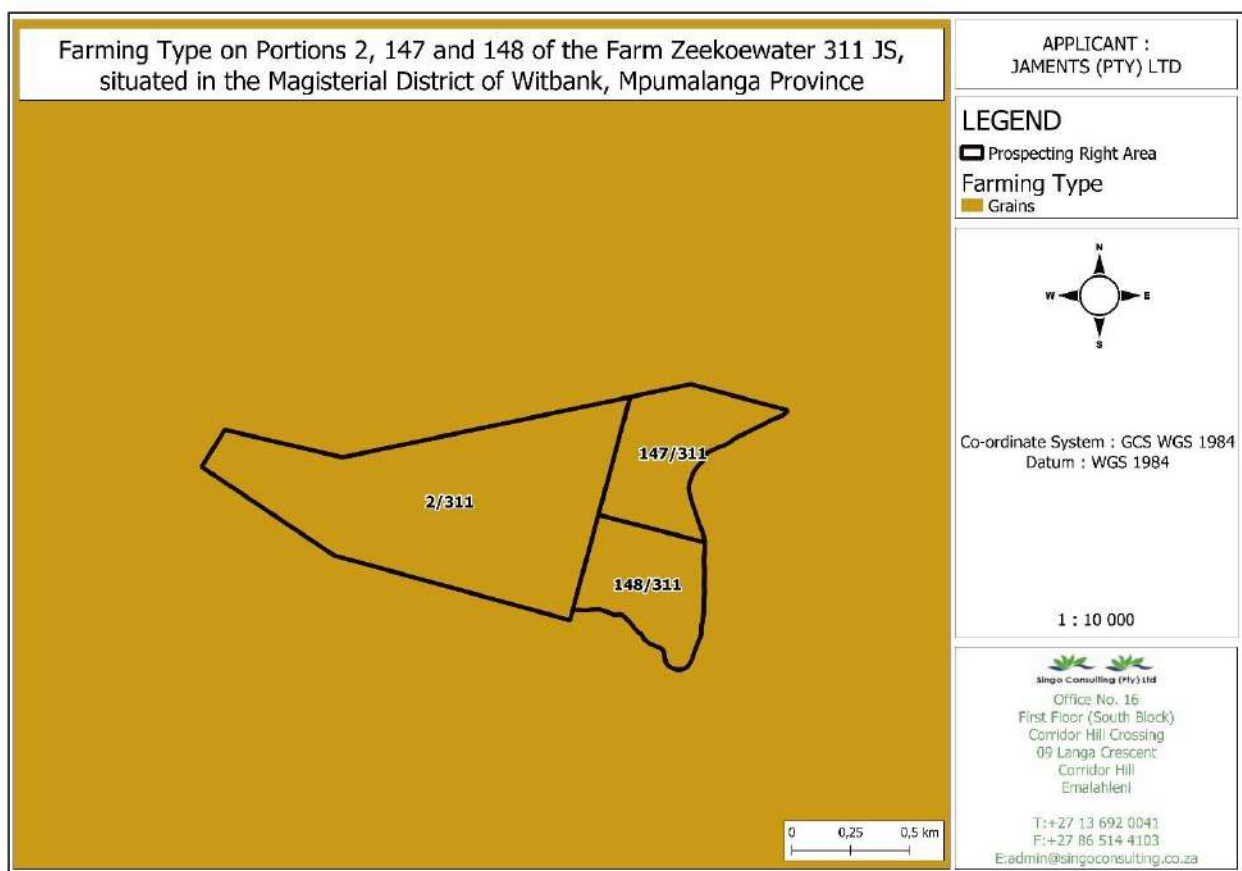 Farming Type on Portions 2, 147 and 148 of the Farm Zeekoewater 311 JS,
situated in the Magisterial District of Witbank, Mpumalanga Province
APPLICANT :
JAMENTS (PTY) LTD
LEGEND
Prospecting Right Area
Farming Type
Grains
N
W E
S
Co-ordinate System : GCS WGS 1984
Datum : WGS 1984
1 : 10 000
147/311
2/311
148/311
0 0,25 0,5 km
Singo Consulting (Pty) Ltd
Office No. 16
First Floor (South Block)
Corridor Hill Crossing
09 Langa Crescent
Corridor Hill
Emalahleni
T:+27 13 692 0041
F:+27 86 514 4103
E:admin@singoconsulting.co.za